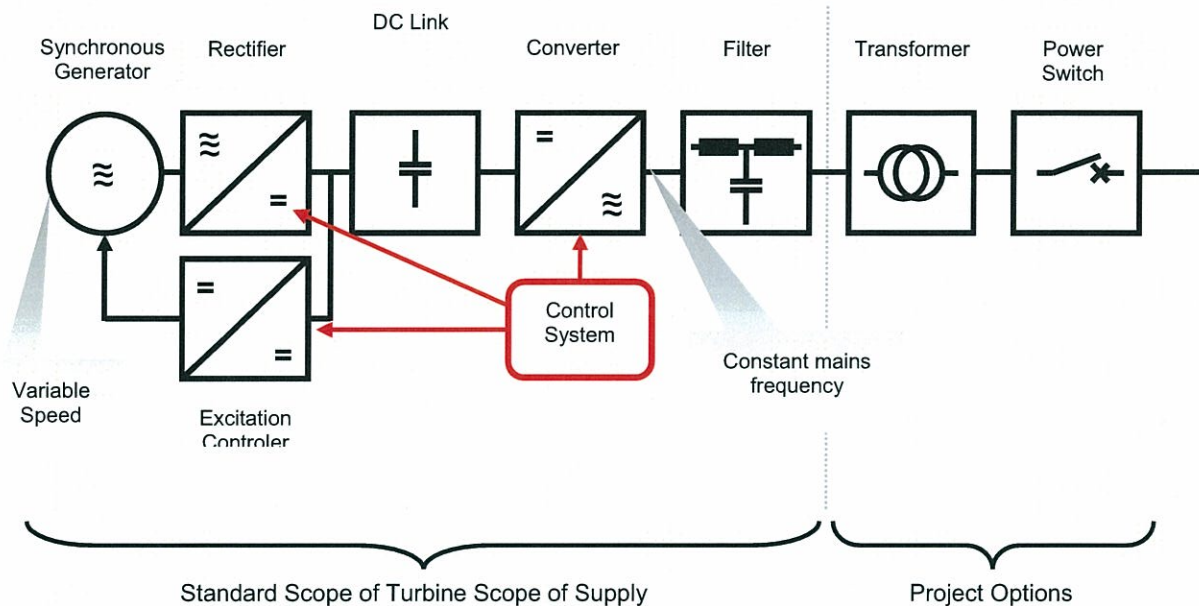 DC Link
Synchronous
Generator
Rectifier
Converter
Filter
Transformer
Power
Switch
Control
System
Constant mains
frequency
Variable
Speed
Excitation
Controler
Standard Scope of Turbine Scope of Supply
Project Options